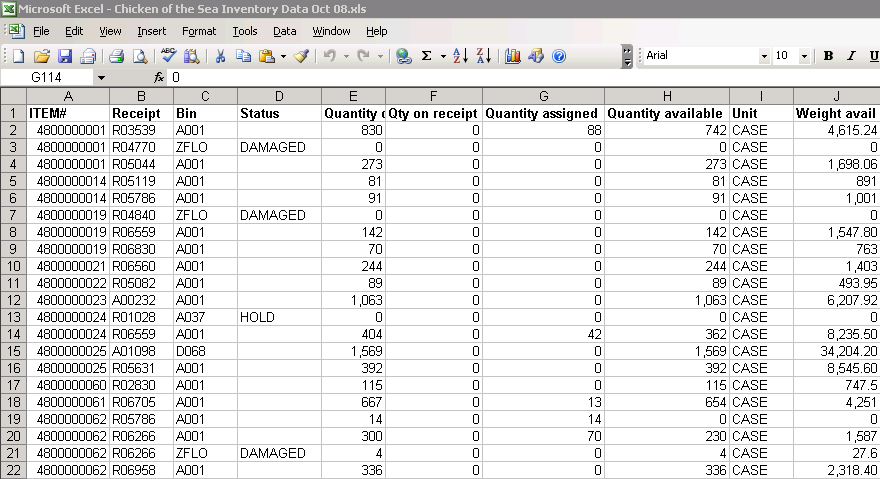 Microsoft Excel - Chicken of the Sea Inventory Data Oct 08.xls
File Edit View Insert Format Tools Data Window Help
ABC Σ A Z Z A ? Arial 10 B I U
G114 fx 0
A B C D E F G H I J
1 ITEM# Receipt Bin Status Quantity Qty on receipt Quantity assigned Quantity available Unit Weight avail
2 4800000001 R03539 A001 830 0 88 742 CASE 4,615.24
3 4800000001 R04770 ZFLO DAMAGED 0 0 0 0 CASE 0
4 4800000001 R05044 A001 273 0 0 273 CASE 1,698.06
5 4800000014 R05119 A001 81 0 0 81 CASE 891
6 4800000014 R05786 A001 91 0 0 91 CASE 1,001
7 4800000019 R04840 ZFLO DAMAGED 0 0 0 0 CASE 0
8 4800000019 R06559 A001 142 0 0 142 CASE 1,547.80
9 4800000019 R06830 A001 70 0 0 70 CASE 763
10 4800000021 R06560 A001 244 0 0 244 CASE 1,403
11 4800000022 R05082 A001 89 0 0 89 CASE 493.95
12 4800000023 A00232 A001 1,063 0 0 1,063 CASE 6,207.92
13 4800000024 R01028 A037 HOLD 0 0 0 0 CASE 0
14 4800000024 R06559 A001 404 0 42 362 CASE 8,235.50
15 4800000025 A01098 D068 1,569 0 0 1,569 CASE 34,204.20
16 4800000025 R05631 A001 392 0 0 392 CASE 8,545.60
17 4800000060 R02830 A001 115 0 0 115 CASE 747.5
18 4800000061 R06705 A001 667 0 13 654 CASE 4,251
19 4800000062 R05786 A001 14 0 14 0 CASE 0
20 4800000062 R06266 A001 300 0 70 230 CASE 1,587
21 4800000062 R06266 ZFLO DAMAGED 4 0 0 4 CASE 27.6
22 4800000062 R06958 A001 336 0 0 336 CASE 2,318.40